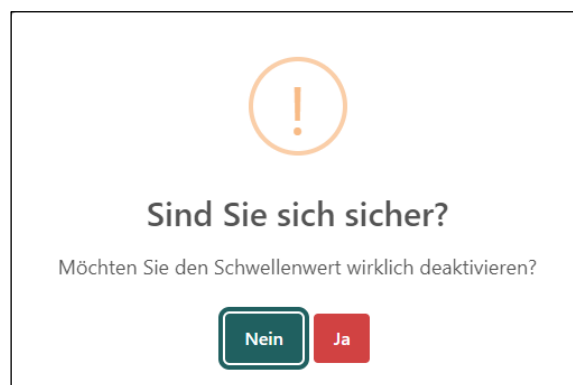 !
Sind Sie sich sicher?
Möchten Sie den Schwellenwert wirklich deaktivieren?
Nein Ja